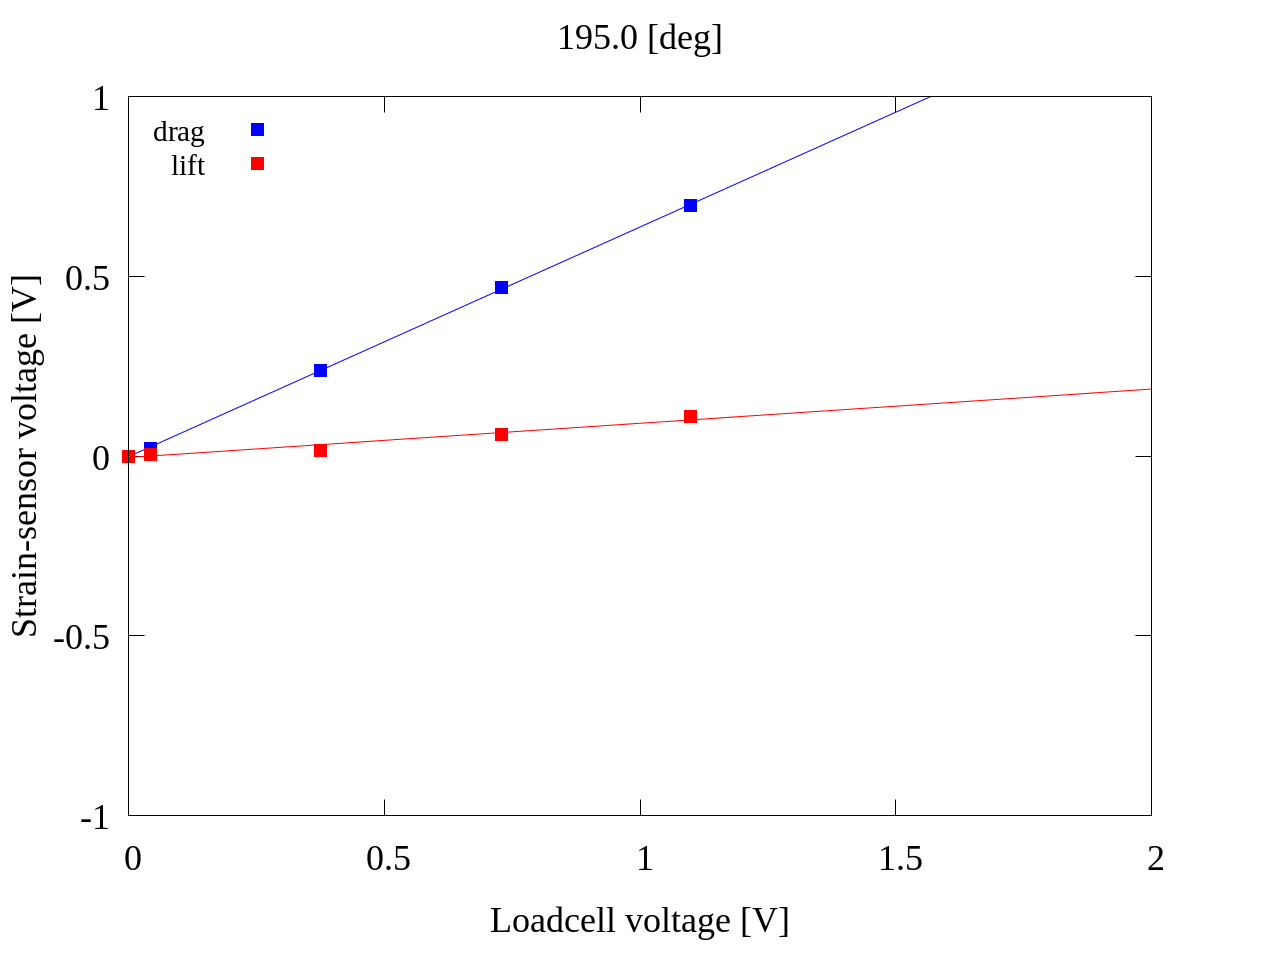 195.0 [deg]
1
drag
lift
0.5
0
-0.5
-1
Strain-sensor voltage [V]
0 0.5 1 1.5 2
Loadcell voltage [V]